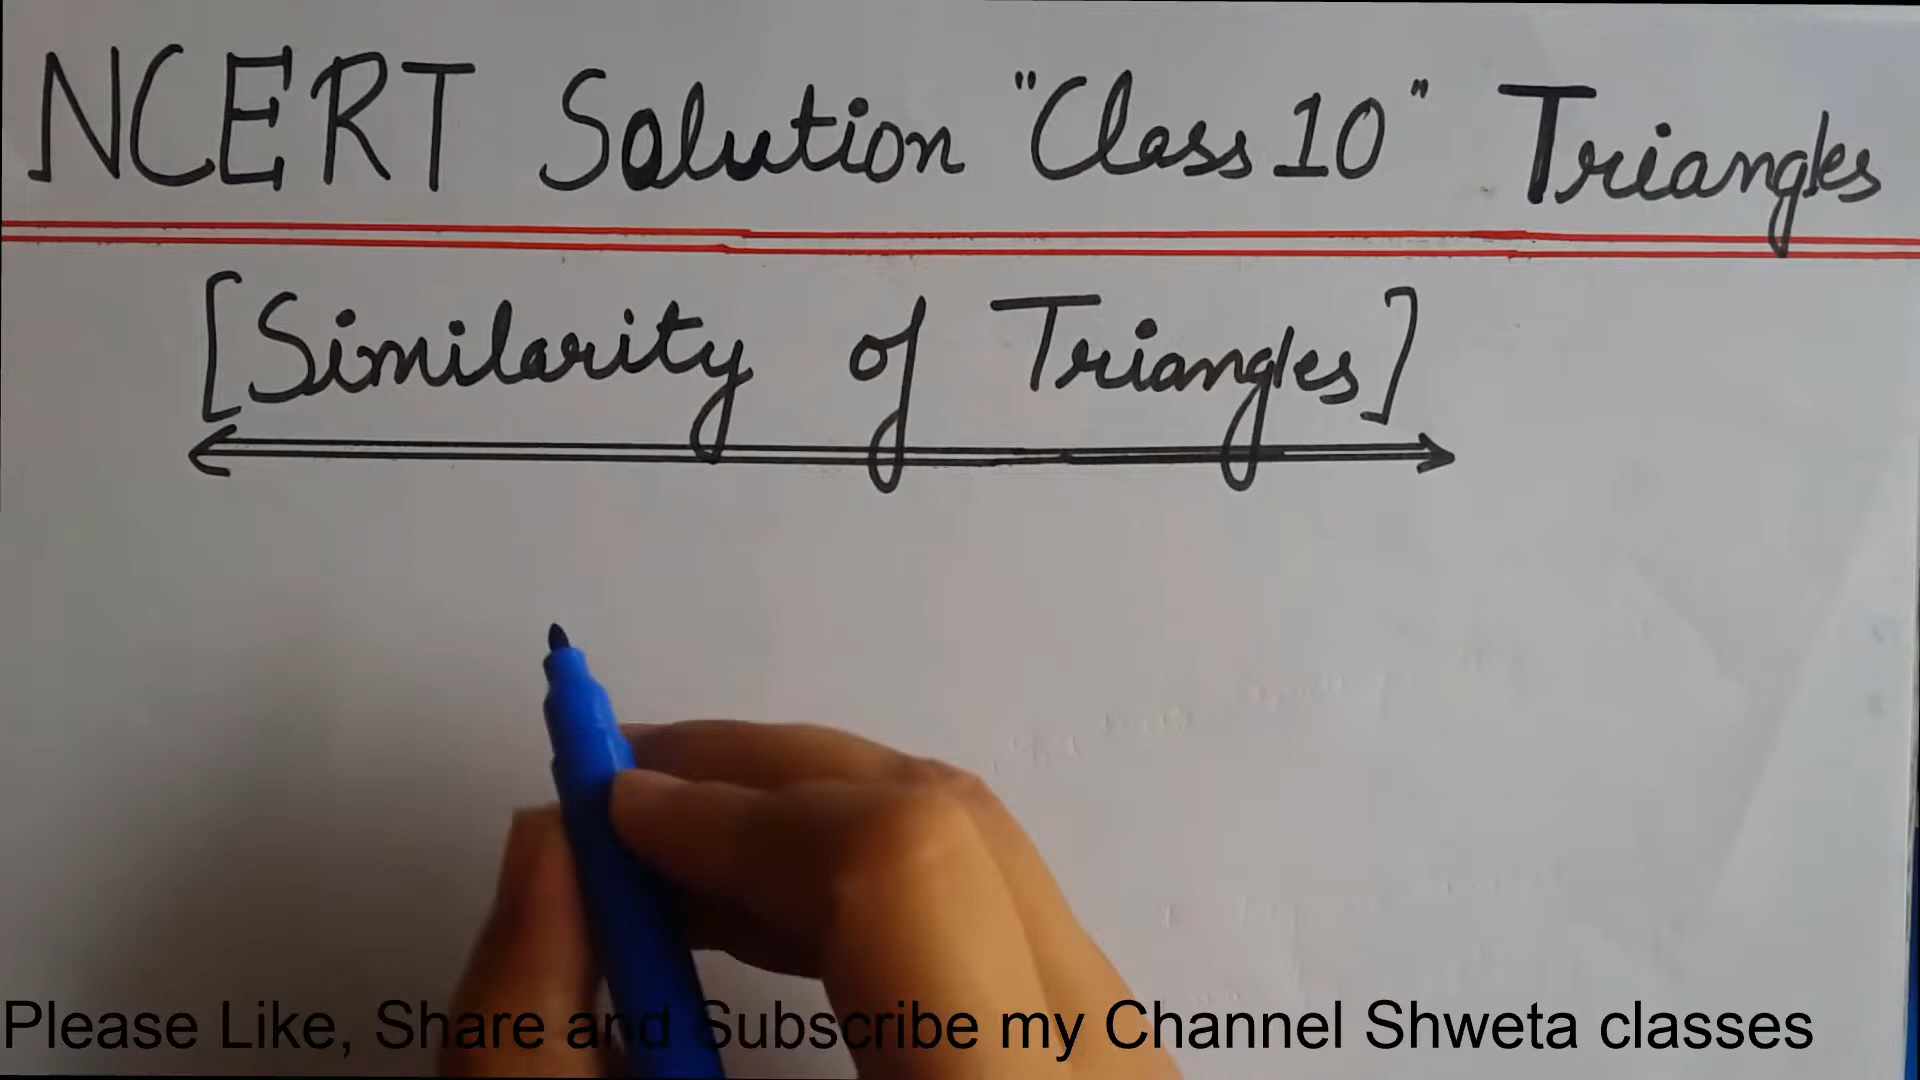 NCERT Solution "Class 10" Triangles
[Similarity of Triangles]
Please Like, Share and Subscribe my Channel Shweta classes